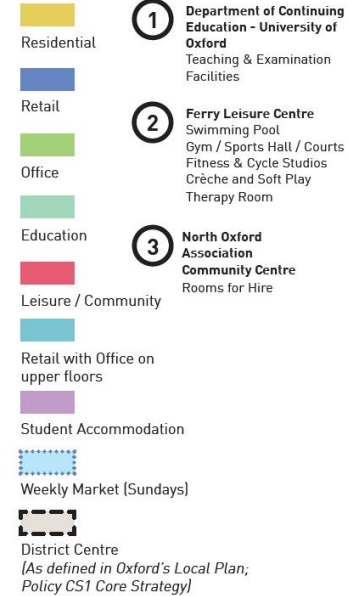 Residential
Retail
Office
Education
Leisure / Community
Retail with Office on
upper floors
Student Accommodation
Weekly Market (Sundays)
District Centre
(As defined in Oxford's Local Plan;
Policy CS1 Core Strategy)
1
Department of Continuing
Education - University of
Oxford
Teaching & Examination
Facilities
2
Ferry Leisure Centre
Swimming Pool
Gym / Sports Hall / Courts
Fitness & Cycle Studios
Crèche and Soft Play
Therapy Room
3
North Oxford
Association
Community Centre
Rooms for Hire